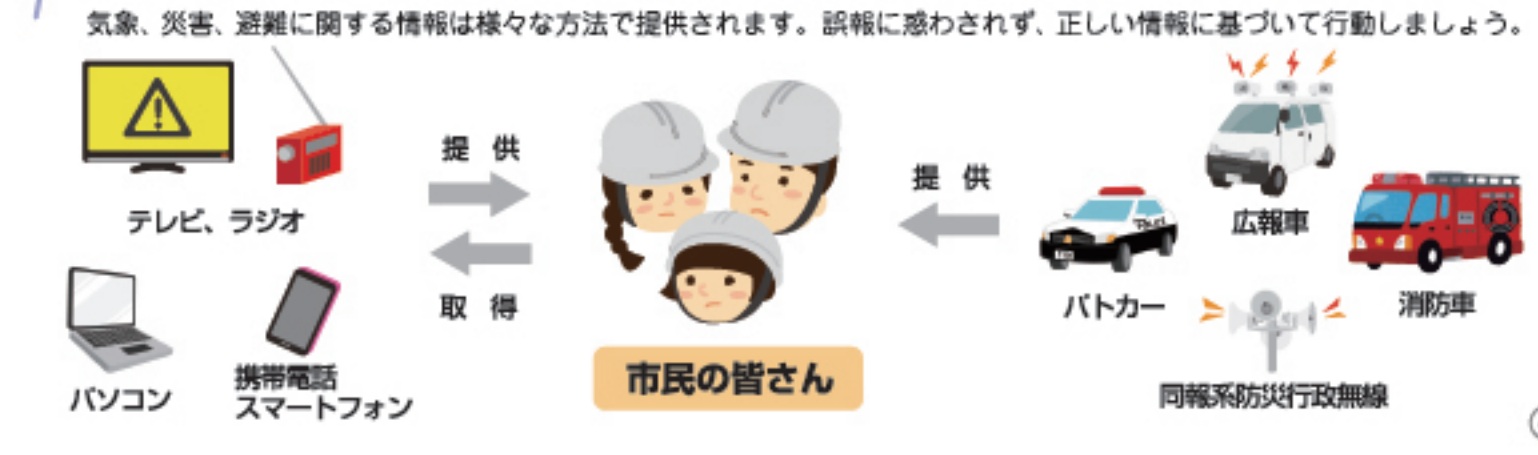 気象、災害、避難に関する情報は様々な方法で提供されます。誤報に惑わされず、正しい情報に基づいて行動しましょう。
テレビ、ラジオ
パソコン
携帯電話
スマートフォン
提 供
取 得
市民の皆さん
提 供
広報車
パトカー
消防車
同報系防災行政無線